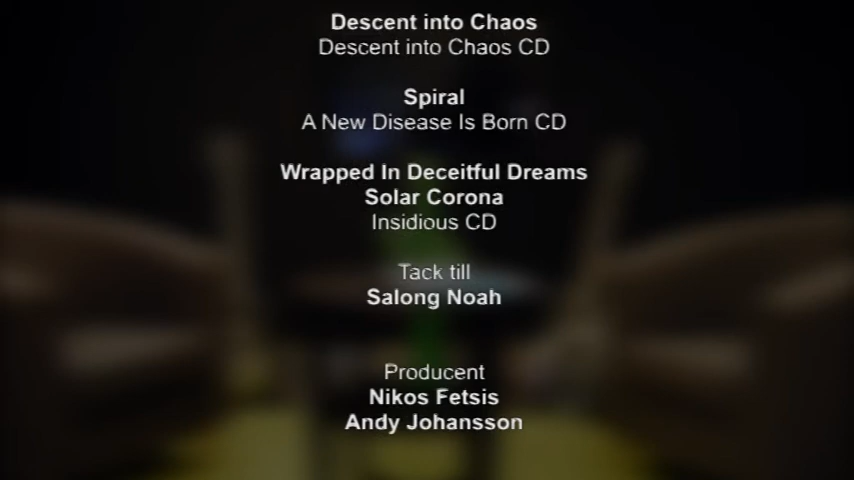 Descent into Chaos
Descent into Chaos CD
Spiral
A New Disease Is Born CD
Wrapped In Deceitful Dreams
Solar Corona
Insidious CD
Tack till
Salong Noah
Producent
Nikos Fetsis
Andy Johansson